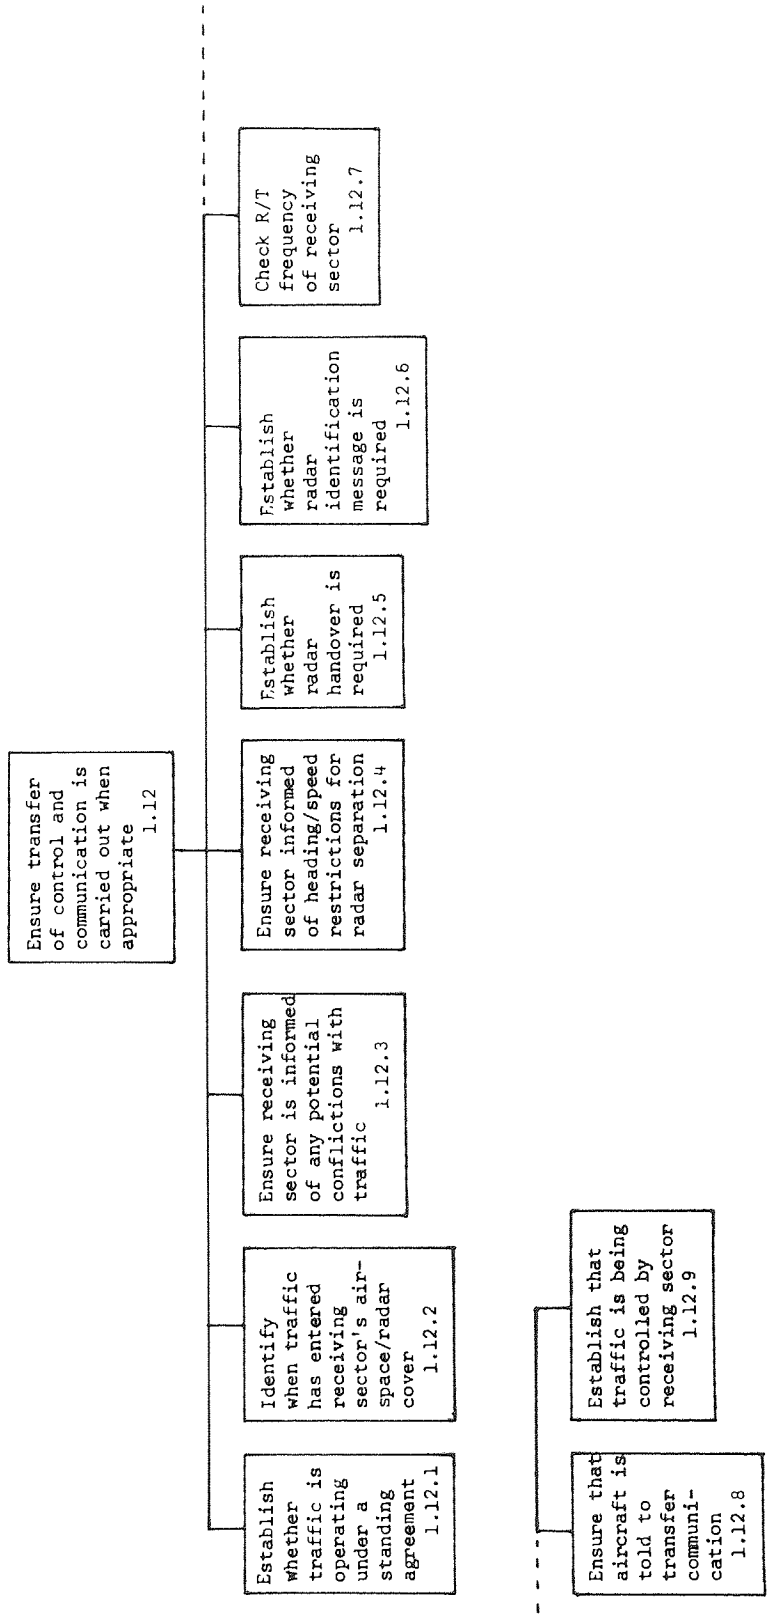 Ensure transfer
of control and
communication is
carried out when
appropriate
1.12
Establish
whether
traffic is
operating
under a
standing
agreement
1.12.1
Identify
when traffic
has entered
receiving
sector's air-
space/radar
cover
1.12.2
Ensure receiving
sector is informed
of any potential
conflictions with
traffic
1.12.3
Ensure receiving
sector informed
of heading/speed
restrictions for
radar separation
1.12.4
Establish
whether
radar
handover is
required
1.12.5
Establish
whether
radar
identification
message is
required
1.12.6
Check R/T
frequency
of receiving
sector
1.12.7
Ensure that
aircraft is
told to
transfer
communi-
cation
1.12.8
Establish that
traffic is being
controlled by
receiving sector
1.12.9